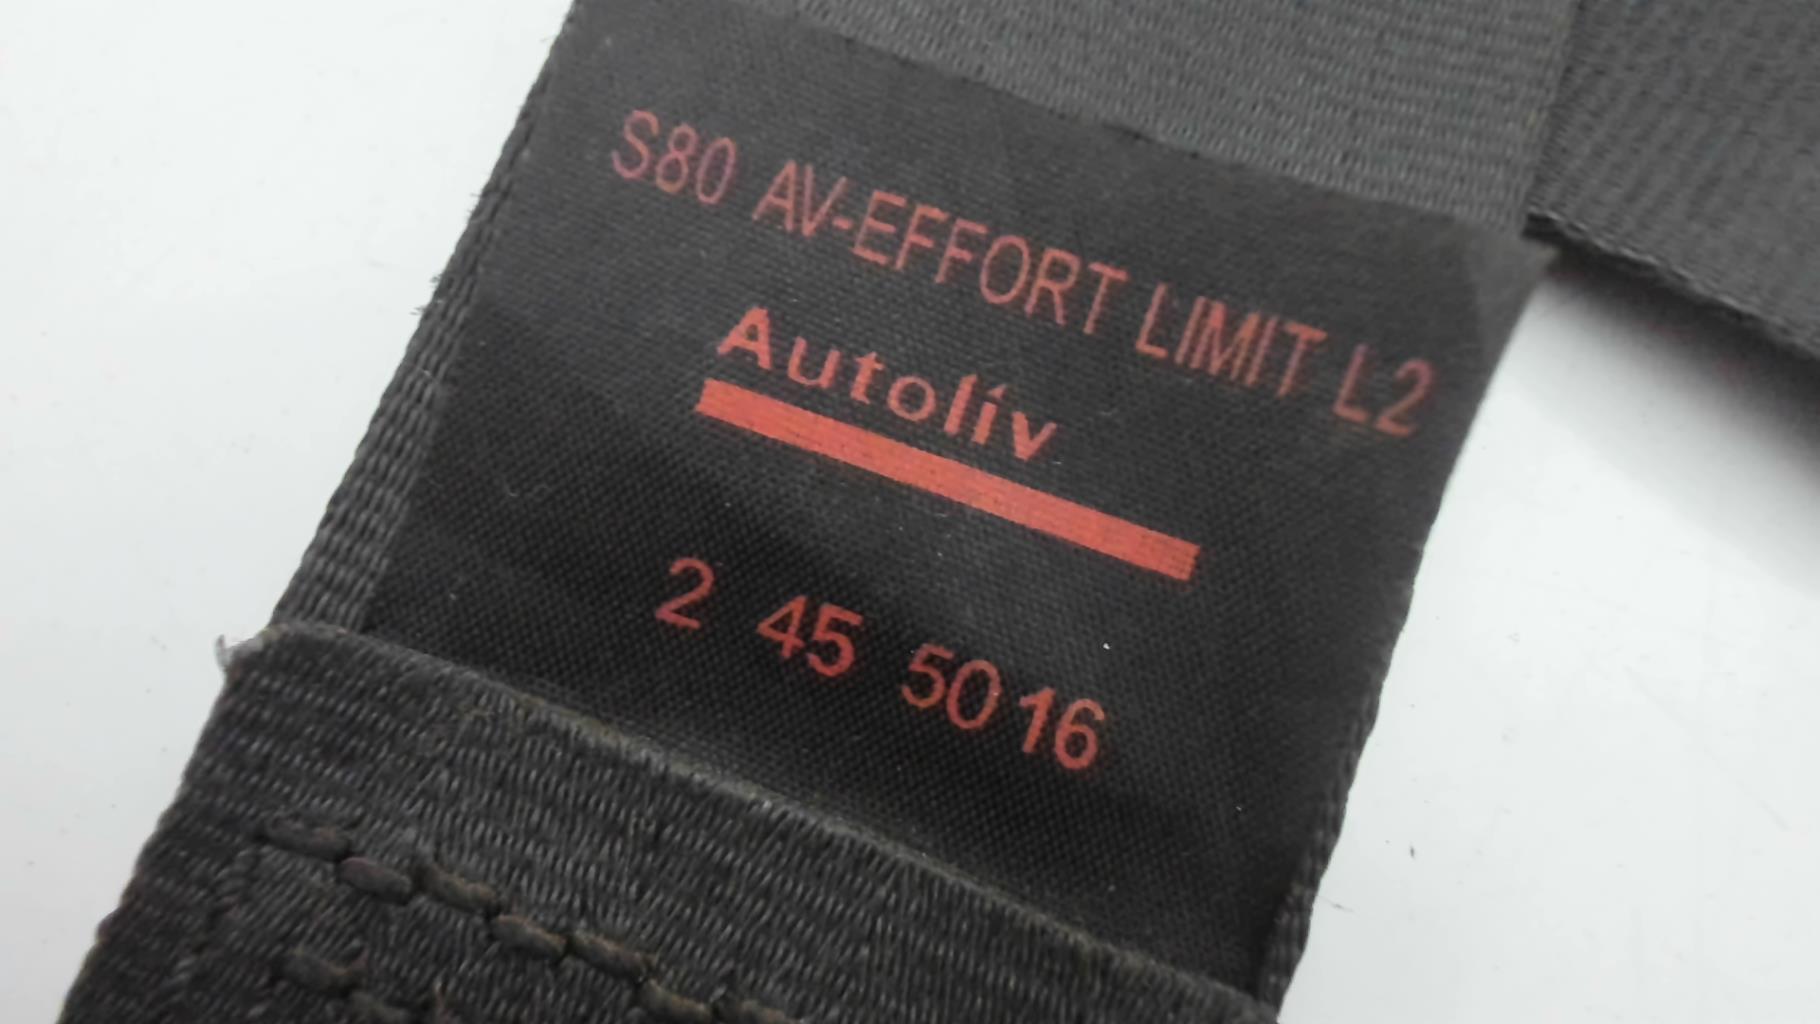 S80 AV-EFFORT LIMIT L2
Autoliv
2 45 50 16